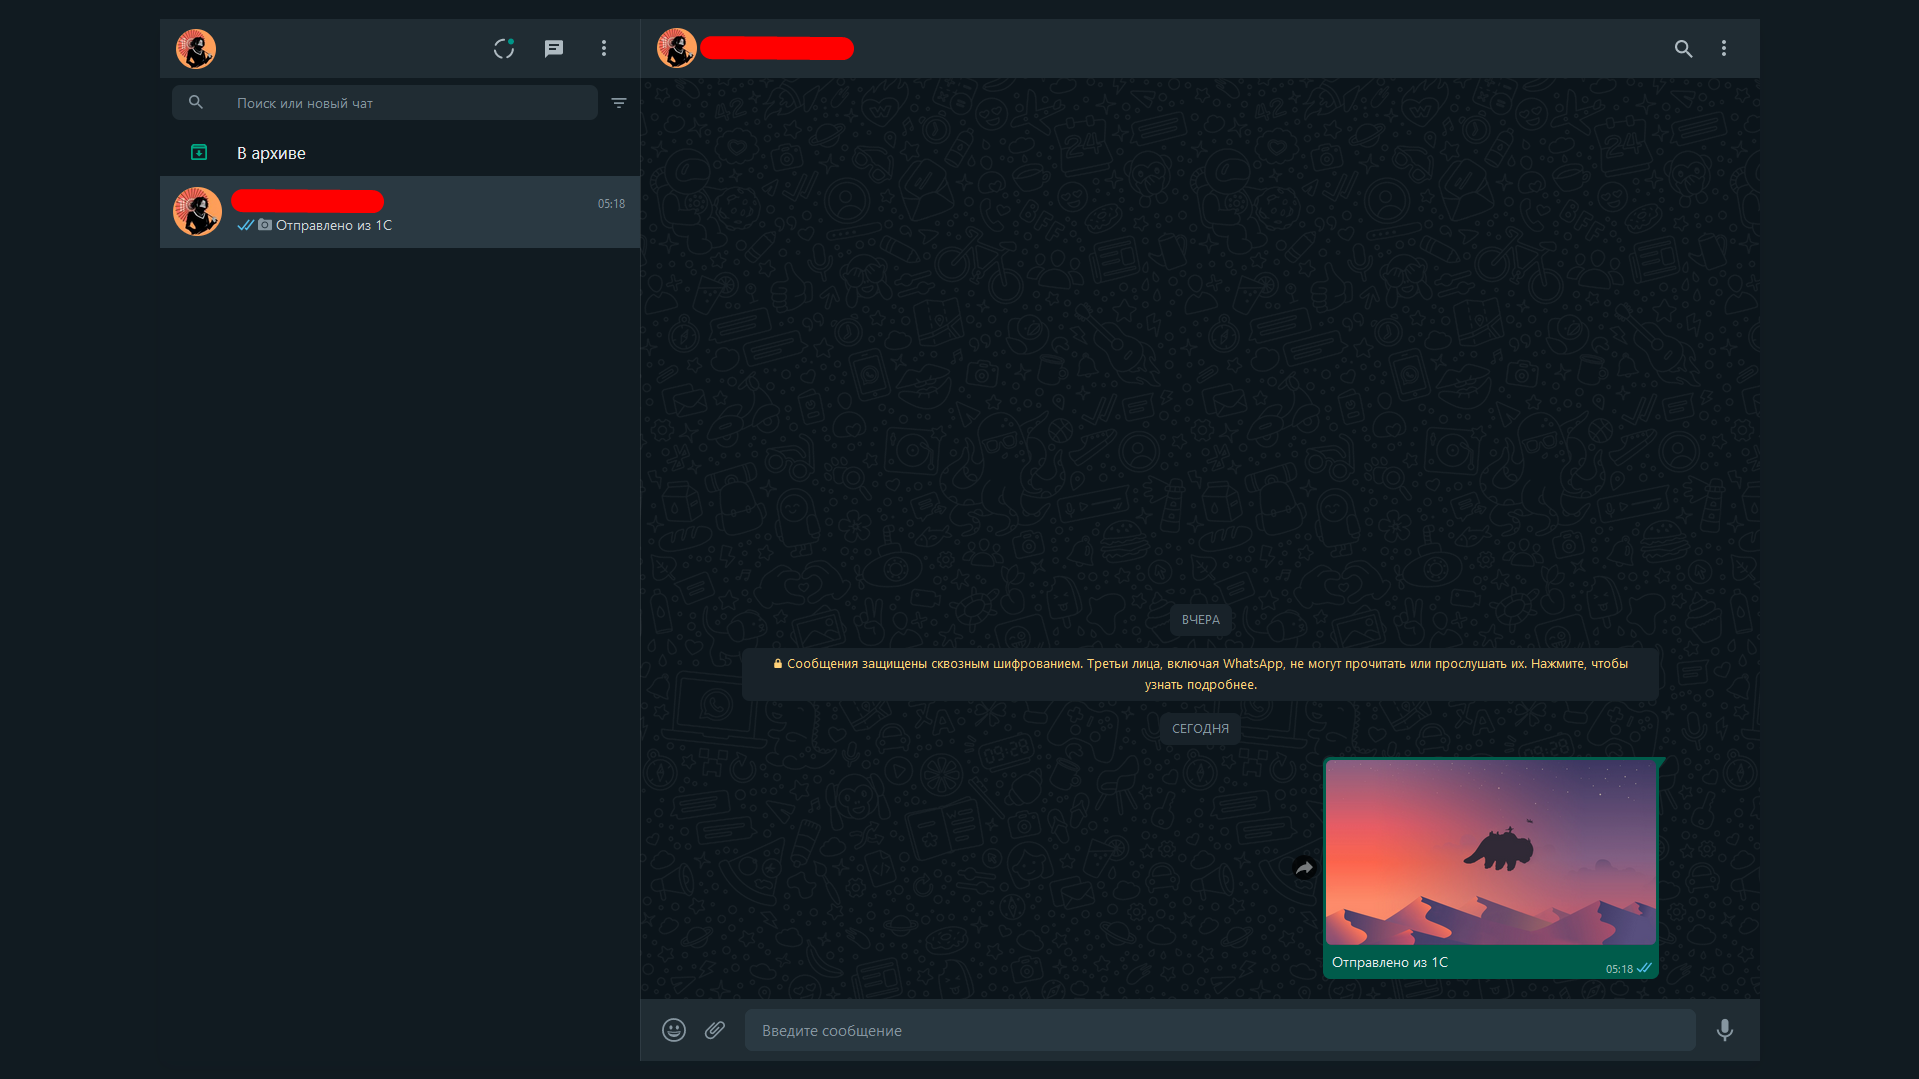 Поиск или новый чат
В архиве
05:18
Отправлено из 1С
ВЧЕРА
Сообщения защищены сквозным шифрованием. Третьи лица, включая WhatsApp, не могут прочитать или прослушать их. Нажмите, чтобы
узнать подробнее.
СЕГОДНЯ
Отправлено из 1С
05:18
Введите сообщение